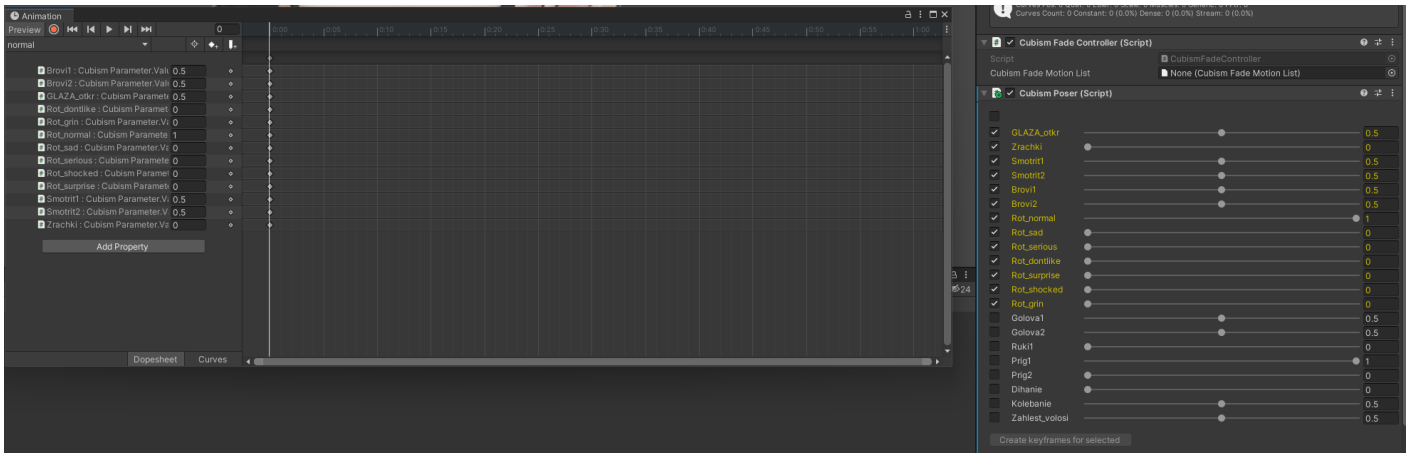 Animation
Preview
0
0:00
0:05
0:10
0:15
0:20
0:25
0:30
0:35
0:40
0:45
0:50
0:55
1:00
normal
Brovi1 : Cubism Parameter.Valu 0.5
Brovi2 : Cubism Parameter.Valu 0.5
GLAZA_otkr : Cubism Paramete 0.5
Rot_dontlike : Cubism Paramet 0
Rot_grin : Cubism Parameter.Va 0
Rot_normal : Cubism Paramete 1
Rot_sad : Cubism Parameter.Va 0
Rot_serious : Cubism Paramete 0
Rot_shocked : Cubism Paramet 0
Rot_surprise : Cubism Paramete 0
Smotrit1 : Cubism Parameter.Va 0.5
Smotrit2 : Cubism Parameter.V 0.5
Zrachki : Cubism Parameter.Va 0
Add Property
Dopesheet
Curves
24
Curves Count: 0 Constant: 0 (0.0%) Dense: 0 (0.0%) Stream: 0 (0.0%)
Cubism Fade Controller (Script)
Script
CubismFadeController
Cubism Fade Motion List
None (Cubism Fade Motion List)
Cubism Poser (Script)
GLAZA_otkr 0.5
Zrachki 0
Smotrit1 0.5
Smotrit2 0.5
Brovi1 0.5
Brovi2 0.5
Rot_normal 1
Rot_sad 0
Rot_serious 0
Rot_dontlike 0
Rot_surprise 0
Rot_shocked 0
Rot_grin 0
Golova1 0.5
Golova2 0.5
Ruki1 0
Prig1 1
Prig2 0
Dihanie 0
Kolebanie 0.5
Zahlest_volosi 0.5
Create keyframes for selected